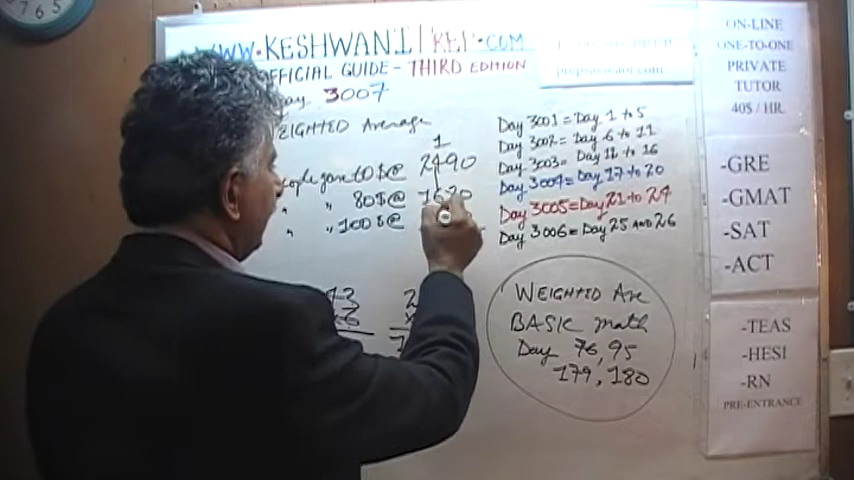 WWW.KESHWANI PREP.COM
OFFICIAL GUIDE - THIRD EDITION
Day 3007
WEIGHTED Average
1
people gave 60$@ 2490
" " 80$@ 1620
" " 100$@
Day 3001 = Day 1 to 5
Day 3002 = Day 6 to 11
Day 3003 = Day 12 to 16
Day 3004 = Day 17 to 20
Day 3005 = Day 21 to 24
Day 3006 = Day 25 AND 26
WEIGHTED Ave
BASIC math
Day 76, 95
179, 180
ON-LINE
ONE-TO-ONE
PRIVATE
TUTOR
40$ / HR.
-GRE
-GMAT
-SAT
-ACT
-TEAS
-HESI
-RN
PRE-ENTRANCE
7 6 5